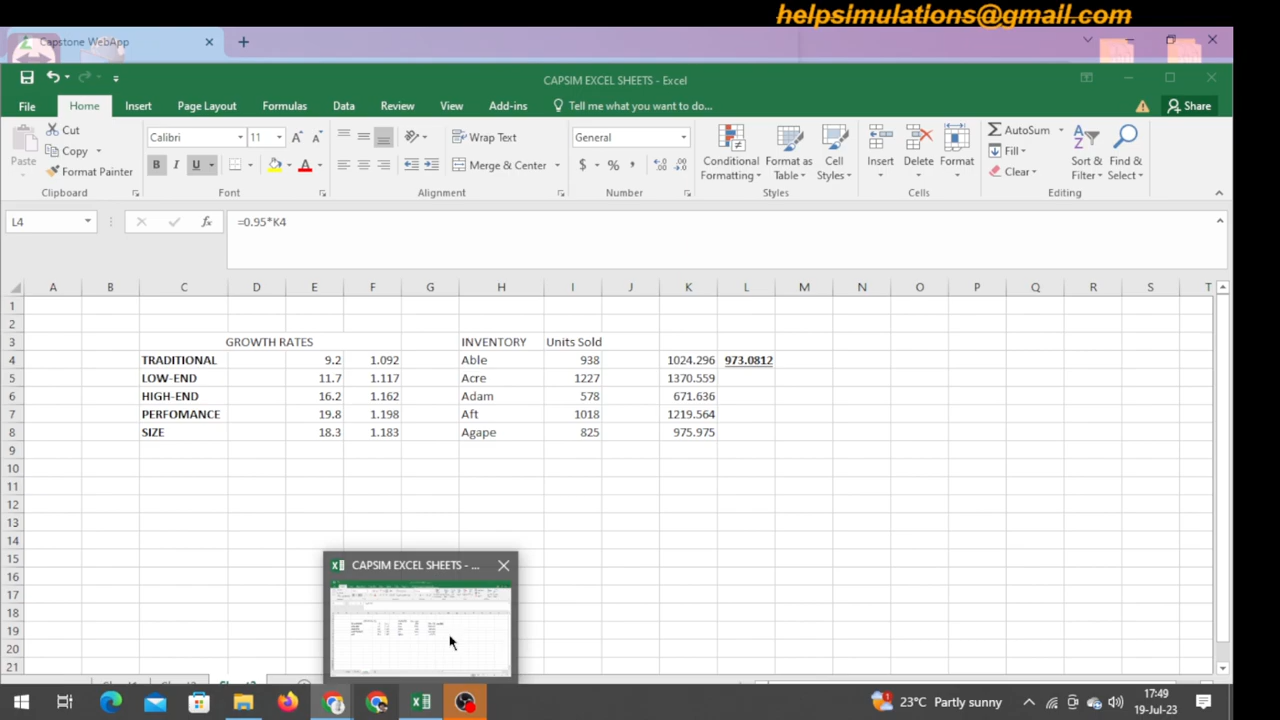 helpsimulations@gmail.com
Capstone WebApp
CAPSIM EXCEL SHEETS - Excel
File Home Insert Page Layout Formulas Data Review View Add-ins Tell me what you want to do... Share
Paste
Cut
Copy
Format Painter
Clipboard
Calibri 11
B I U
Font
Wrap Text
Merge & Center
Alignment
General
$ %
Number
Conditional Formatting
Format as Table
Cell Styles
Styles
Insert
Delete
Format
Cells
AutoSum
Fill
Clear
Sort & Filter
Find & Select
Editing
L4 fx =0.95*K4
A B C D E F G H I J K L M N O P Q R S T
1
2
3 GROWTH RATES INVENTORY Units Sold
4 TRADITIONAL 9.2 1.092 Able 938 1024.296 973.0812
5 LOW-END 11.7 1.117 Acre 1227 1370.559
6 HIGH-END 16.2 1.162 Adam 578 671.636
7 PERFOMANCE 19.8 1.198 Aft 1018 1219.564
8 SIZE 18.3 1.183 Agape 825 975.975
9
10
11
12
13
14
15
16
17
18
19
20
21
CAPSIM EXCEL SHEETS - ...
23°C Partly sunny
17:49
19-Jul-23